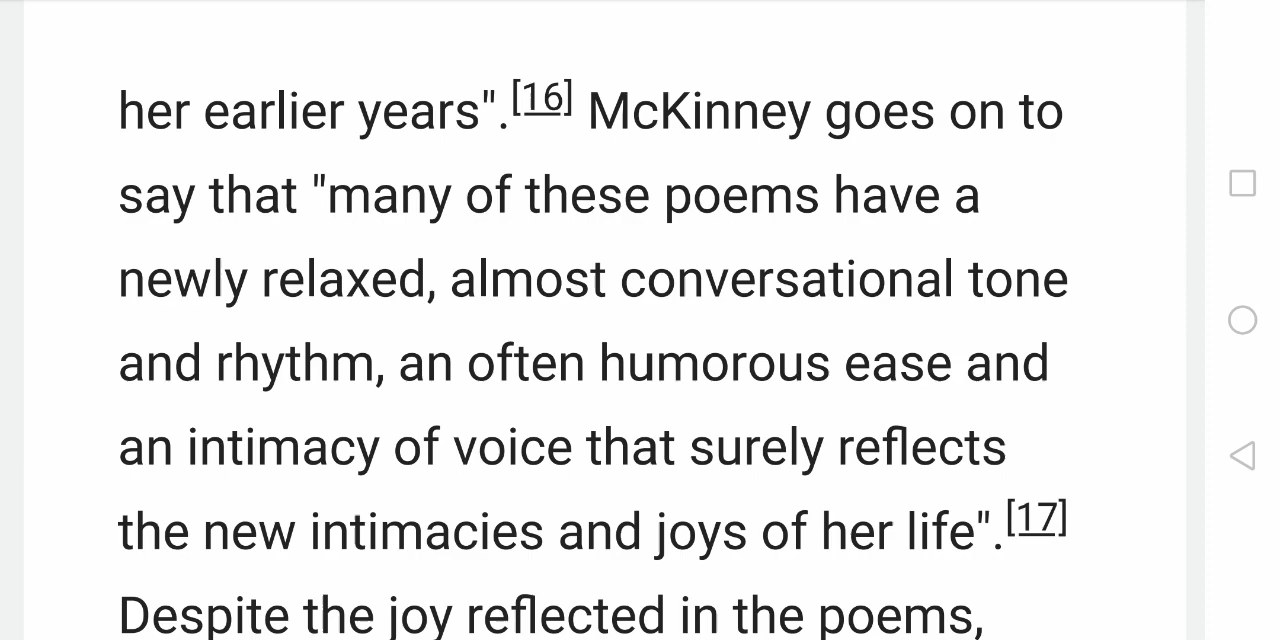 her earlier years".[16] McKinney goes on to
say that "many of these poems have a
newly relaxed, almost conversational tone
and rhythm, an often humorous ease and
an intimacy of voice that surely reflects
the new intimacies and joys of her life".[17]
Despite the joy reflected in the poems,